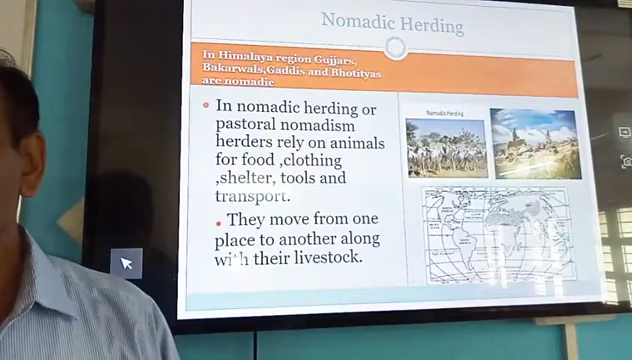 Nomadic Herding
In Himalaya region Gujjars,
Bakarwals,Gaddis and Bhotityas
are nomadic
In nomadic herding or
pastoral nomadism
herders rely on animals
for food ,clothing
,shelter, tools and
transport.
They move from one
place to another along
with their livestock.
Nomadic Herding